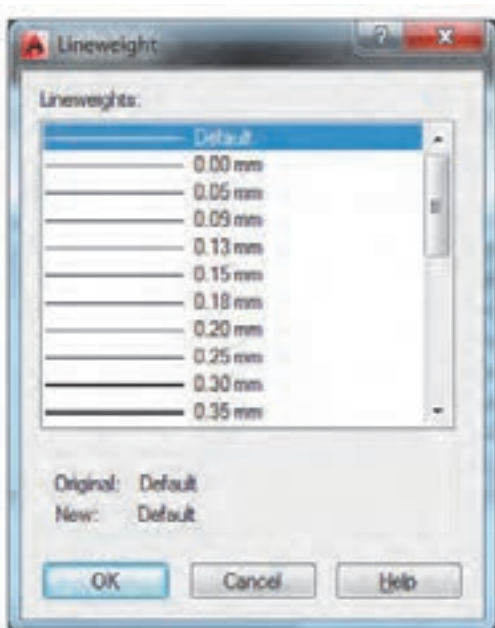 Lineweight
Lineweights:
Default
0.00 mm
0.05 mm
0.09 mm
0.13 mm
0.15 mm
0.18 mm
0.20 mm
0.25 mm
0.30 mm
0.35 mm
Original: Default
New: Default
OK Cancel Help